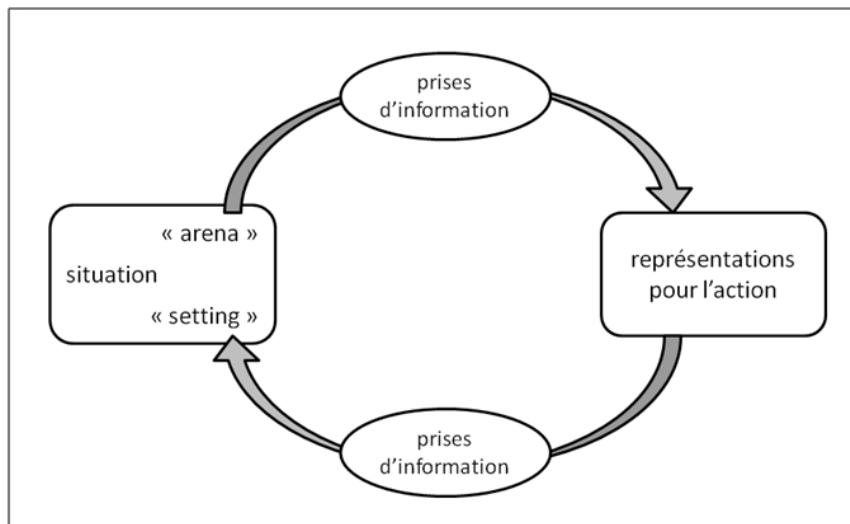 prises
d’information
« arena »
situation
« setting »
représentations
pour l’action
prises
d’information